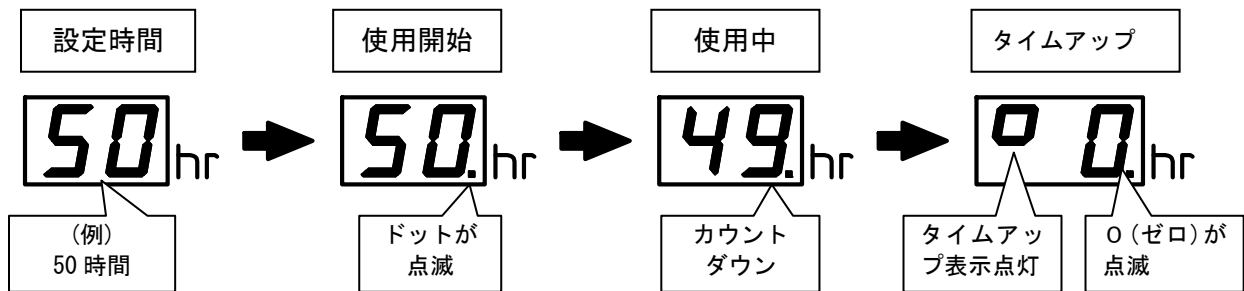 設定時間
使用開始
使用中
タイムアップ
50 hr
50. hr
49. hr
o 0. hr
(例)
50 時間
ドットが
点滅
カウント
ダウン
タイムアッ
プ表示点灯
0(ゼロ)が
点滅